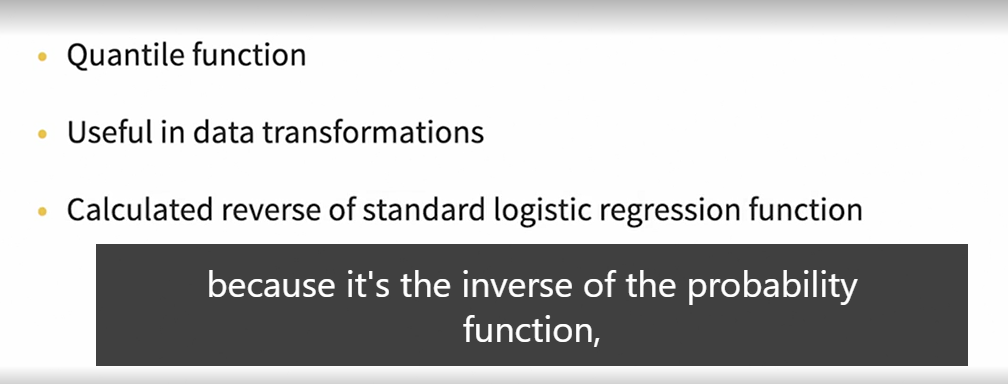 • Quantile function
• Useful in data transformations
• Calculated reverse of standard logistic regression function
because it's the inverse of the probability
function,